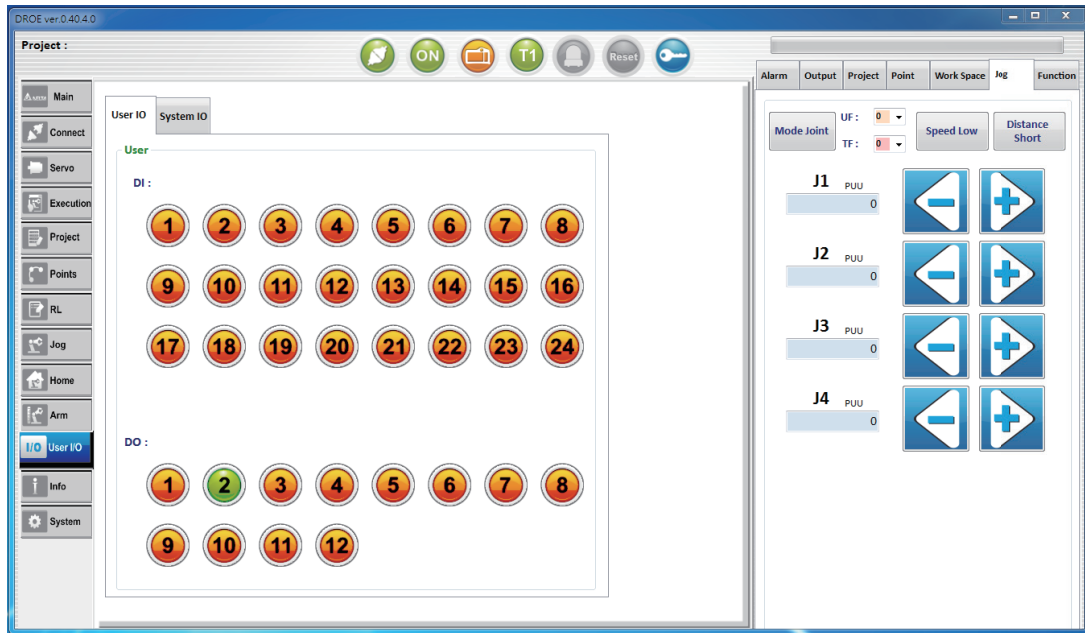 DROE ver.0.40.4.0
Project :
ON
T1
Reset
Main
Connect
Servo
Execution
Project
Points
RL
Jog
Home
Arm
I/O User I/O
Info
System
User IO System IO
User
DI :
1 2 3 4 5 6 7 8
9 10 11 12 13 14 15 16
17 18 19 20 21 22 23 24
DO :
1 2 3 4 5 6 7 8
9 10 11 12
Alarm Output Project Point Work Space Jog Function
Mode Joint
UF : 0
TF : 0
Speed Low
Distance
Short
J1 PUU
0
J2 PUU
0
J3 PUU
0
J4 PUU
0